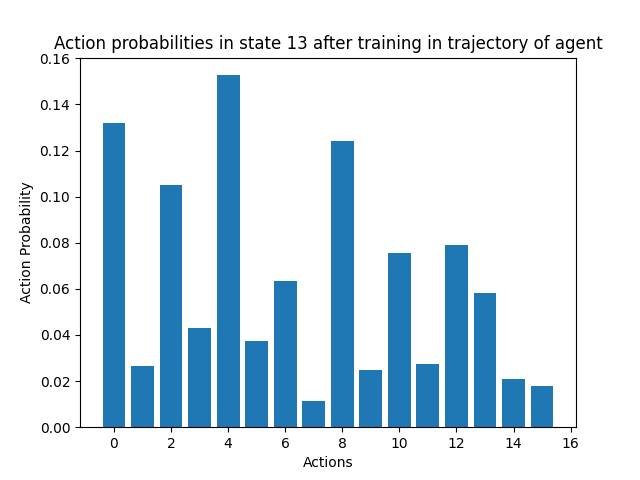 Action probabilities in state 13 after training in trajectory of agent
0.16
0.14
0.12
0.10
0.08
0.06
0.04
0.02
0.00
Action Probability
0 2 4 6 8 10 12 14 16
Actions